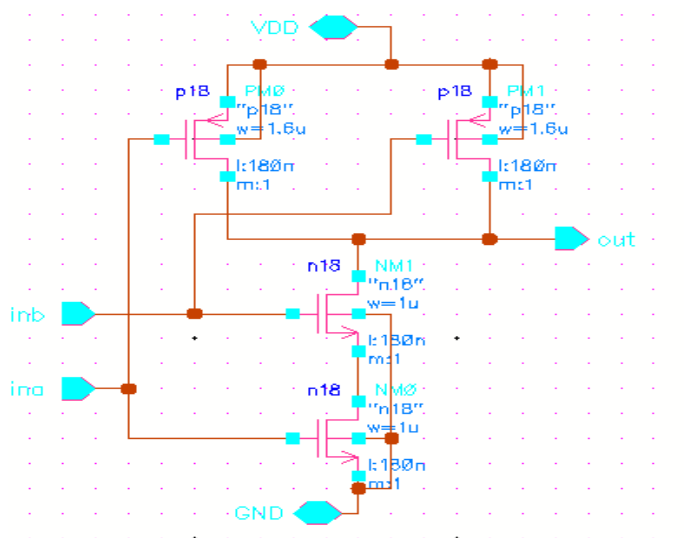 VDD
p18 PM0
"p18"
w=1.6u
l:180n
m:1
p18 PM1
"p18"
w=1.6u
l:180n
m:1
out
n18 NM1
"n18"
w=1u
l:180n
m:1
inb
ina
n18 NM0
"n18"
w=1u
l:180n
m:1
GND